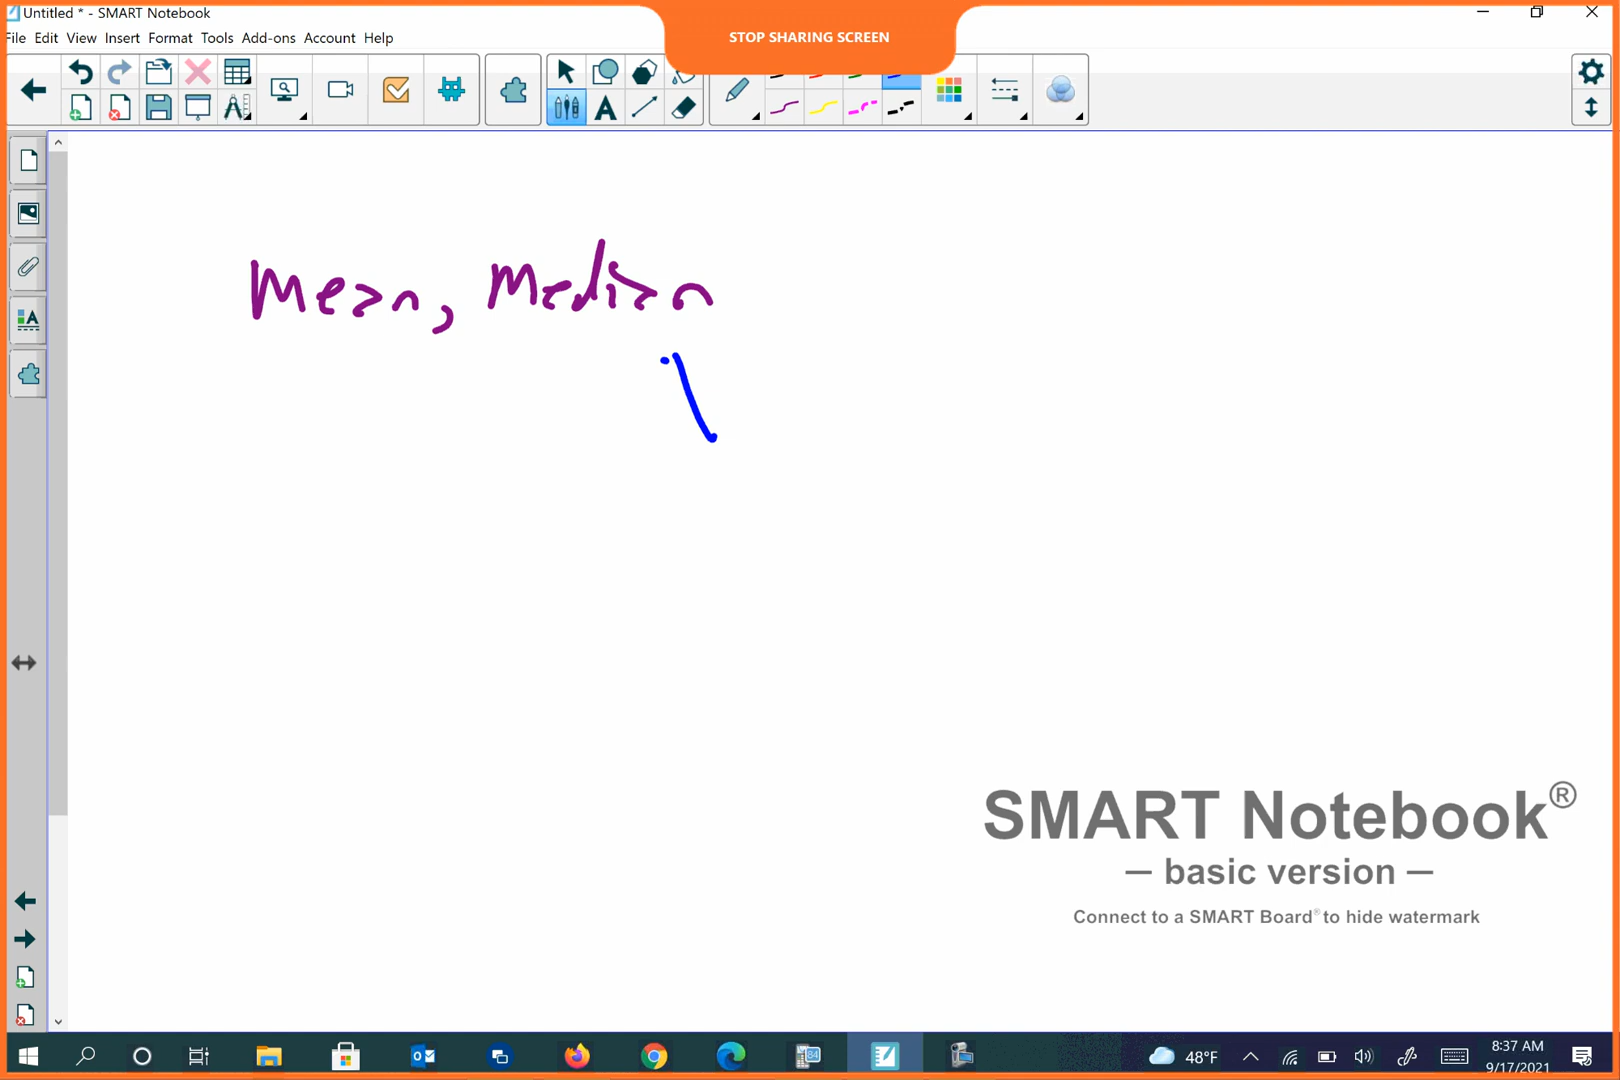 Untitled * - SMART Notebook
STOP SHARING SCREEN
File Edit View Insert Format Tools Add-ons Account Help
A
A
Mean, Median
SMART Notebook®
— basic version —
Connect to a SMART Board® to hide watermark
84
48°F
8:37 AM
9/17/2021